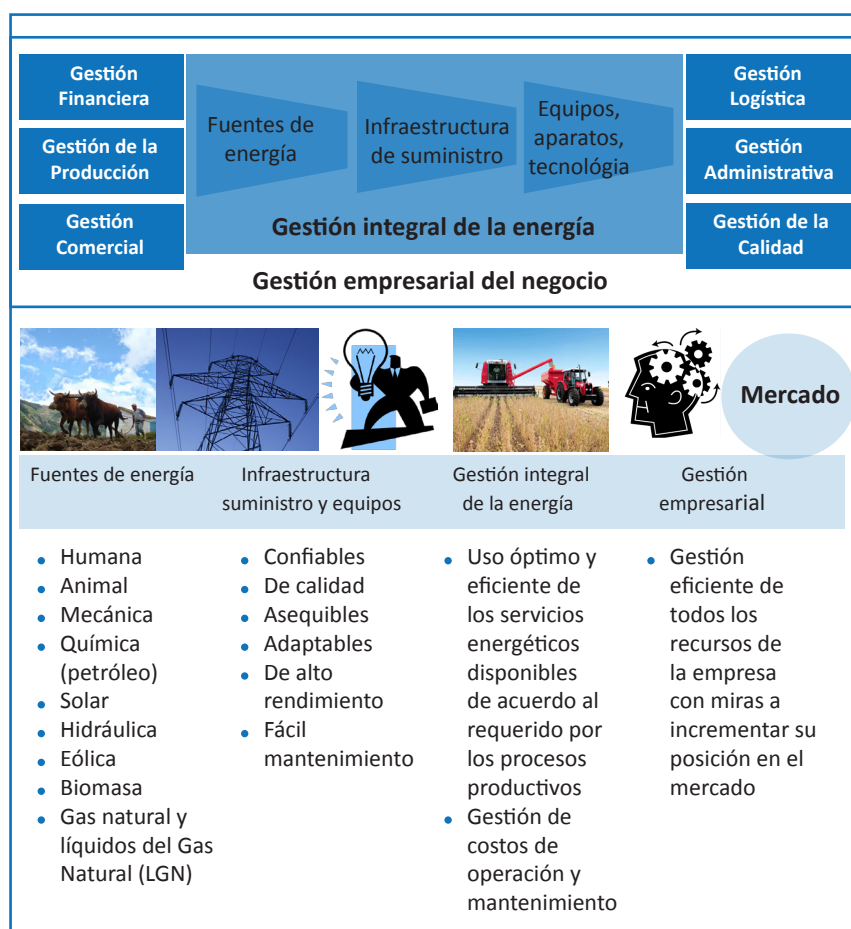 Gestión
Financiera
Gestión de la
Producción
Gestión
Comercial
Fuentes de
energía
Infraestructura
de suministro
Equipos,
aparatos,
tecnológia
Gestión integral de la energía
Gestión
Logística
Gestión
Administrativa
Gestión de la
Calidad
Gestión empresarial del negocio
Mercado
Fuentes de energía
Infraestructura
suministro y equipos
Gestión integral
de la energía
Gestión
empresarial
• Humana
• Animal
• Mecánica
• Química
(petróleo)
• Solar
• Hidráulica
• Eólica
• Biomasa
• Gas natural y
líquidos del Gas
Natural (LGN)
• Confiables
• De calidad
• Asequibles
• Adaptables
• De alto
rendimiento
• Fácil
mantenimiento
• Uso óptimo y
eficiente de
los servicios
energéticos
disponibles
de acuerdo al
requerido por
los procesos
productivos
• Gestión de
costos de
operación y
mantenimiento
• Gestión
eficiente de
todos los
recursos de
la empresa
con miras a
incrementar su
posición en el
mercado